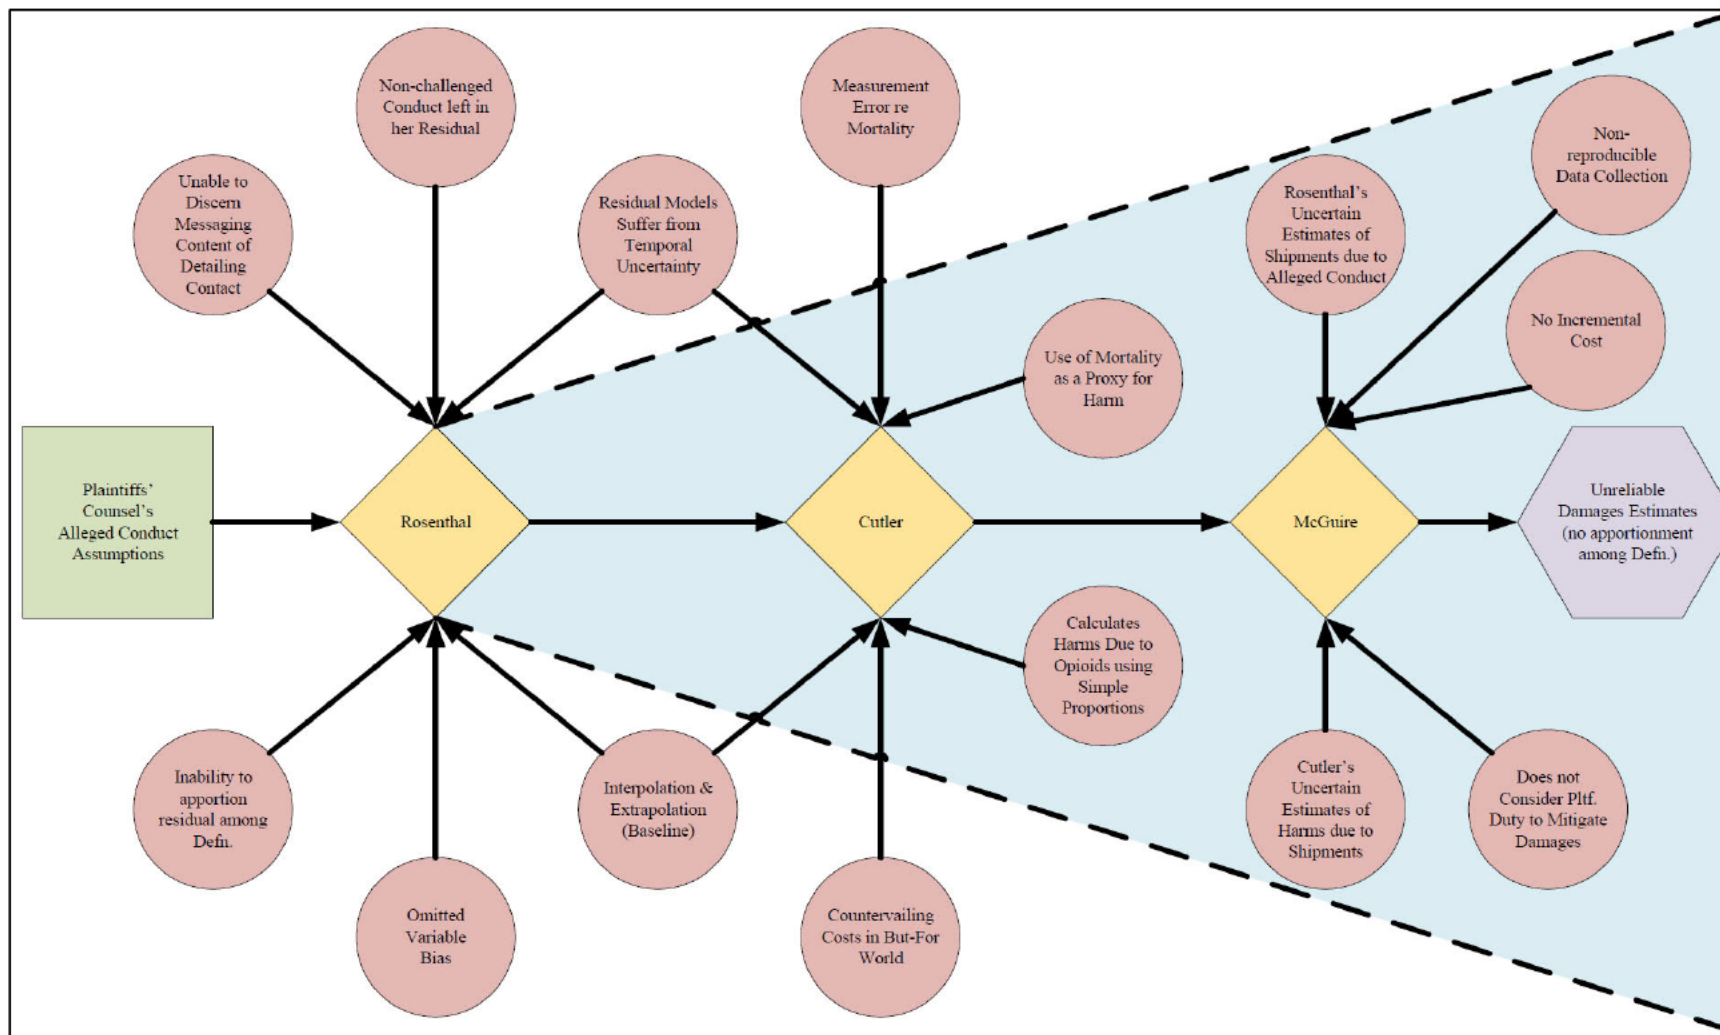 Non-challenged
Conduct left in
her Residual
Measurement
Error re
Mortality
Non-
reproducible
Data Collection
Unable to
Discern
Messaging
Content of
Detailing
Contact
Residual Models
Suffer from
Temporal
Uncertainty
Rosenthal's
Uncertain
Estimates of
Shipments due to
Alleged Conduct
No Incremental
Cost
Use of Mortality
as a Proxy for
Harm
Plaintiffs'
Counsel's
Alleged Conduct
Assumptions
Rosenthal
Cutler
McGuire
Unreliable
Damages Estimates
(no apportionment
among Defn.)
Calculates
Harms Due to
Opioids using
Simple
Proportions
Inability to
apportion
residual among
Defn.
Interpolation &
Extrapolation
(Baseline)
Cutler's
Uncertain
Estimates of
Harms due to
Shipments
Does not
Consider Pltf.
Duty to Mitigate
Damages
Omitted
Variable
Bias
Countervailing
Costs in But-For
World